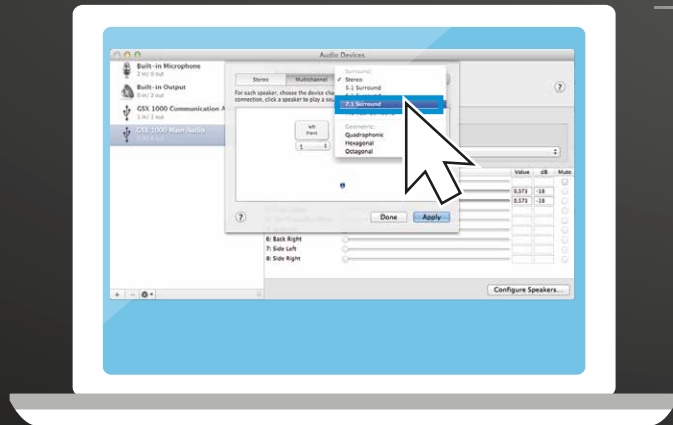 Audio Devices
Built-in Microphone
2 in/ 0 out
Built-in Output
0 in/ 2 out
GSX 1000 Communication A
1 in/ 2 out
GSX 1000 Main Audio
Stereo
Multichannel
For each speaker, choose the device cha
connection, click a speaker to play a
Surround:
✓ Stereo
5.1 Surround
7.1 Surround
Geometric:
Quadraphonic
Hexagonal
Octagonal
left
front
1
?
?
Done
Apply
Value
dB
Mute
0,573
-18
0,573
-18
6: Back Right
7: Side Left
8: Side Right
+
-
Configure Speakers...